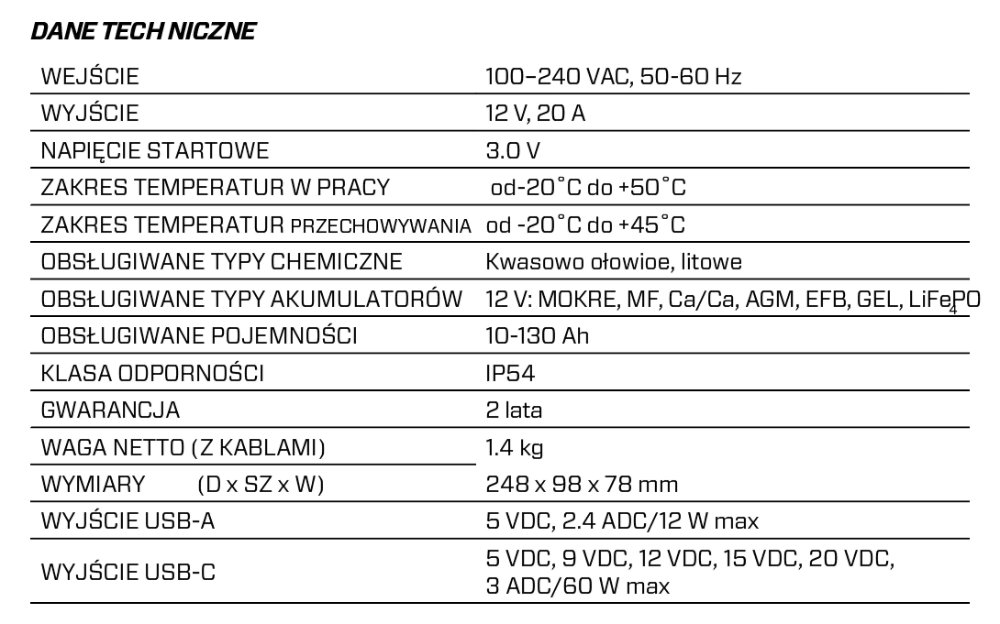 DANE TECH NICZNE
WEJŚCIE 100–240 VAC, 50-60 Hz
WYJŚCIE 12 V, 20 A
NAPIĘCIE STARTOWE 3.0 V
ZAKRES TEMPERATUR W PRACY od-20˚C do +50˚C
ZAKRES TEMPERATUR PRZECHOWYWANIA od -20˚C do +45˚C
OBSŁUGIWANE TYPY CHEMICZNE Kwasowo ołowioe, litowe
OBSŁUGIWANE TYPY AKUMULATORÓW 12 V: MOKRE, MF, Ca/Ca, AGM, EFB, GEL, LiFePO4
OBSŁUGIWANE POJEMNOŚCI 10-130 Ah
KLASA ODPORNOŚCI IP54
GWARANCJA 2 lata
WAGA NETTO (Z KABLAMI) 1.4 kg
WYMIARY (D x SZ x W) 248 x 98 x 78 mm
WYJŚCIE USB-A 5 VDC, 2.4 ADC/12 W max
WYJŚCIE USB-C 5 VDC, 9 VDC, 12 VDC, 15 VDC, 20 VDC,
3 ADC/60 W max